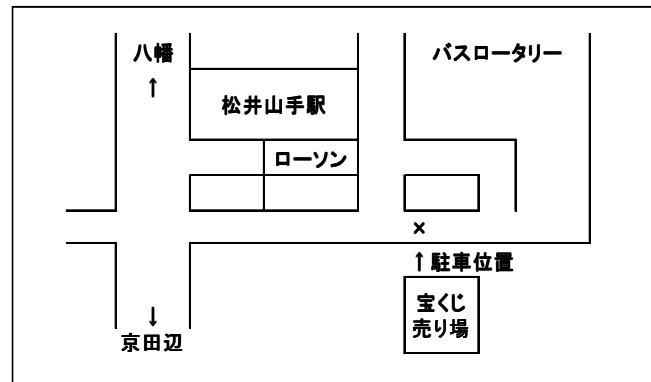 八幡
↑
バスロータリー
松井山手駅
ローソン
×
↑駐車位置
宝くじ
売り場
↓
京田辺